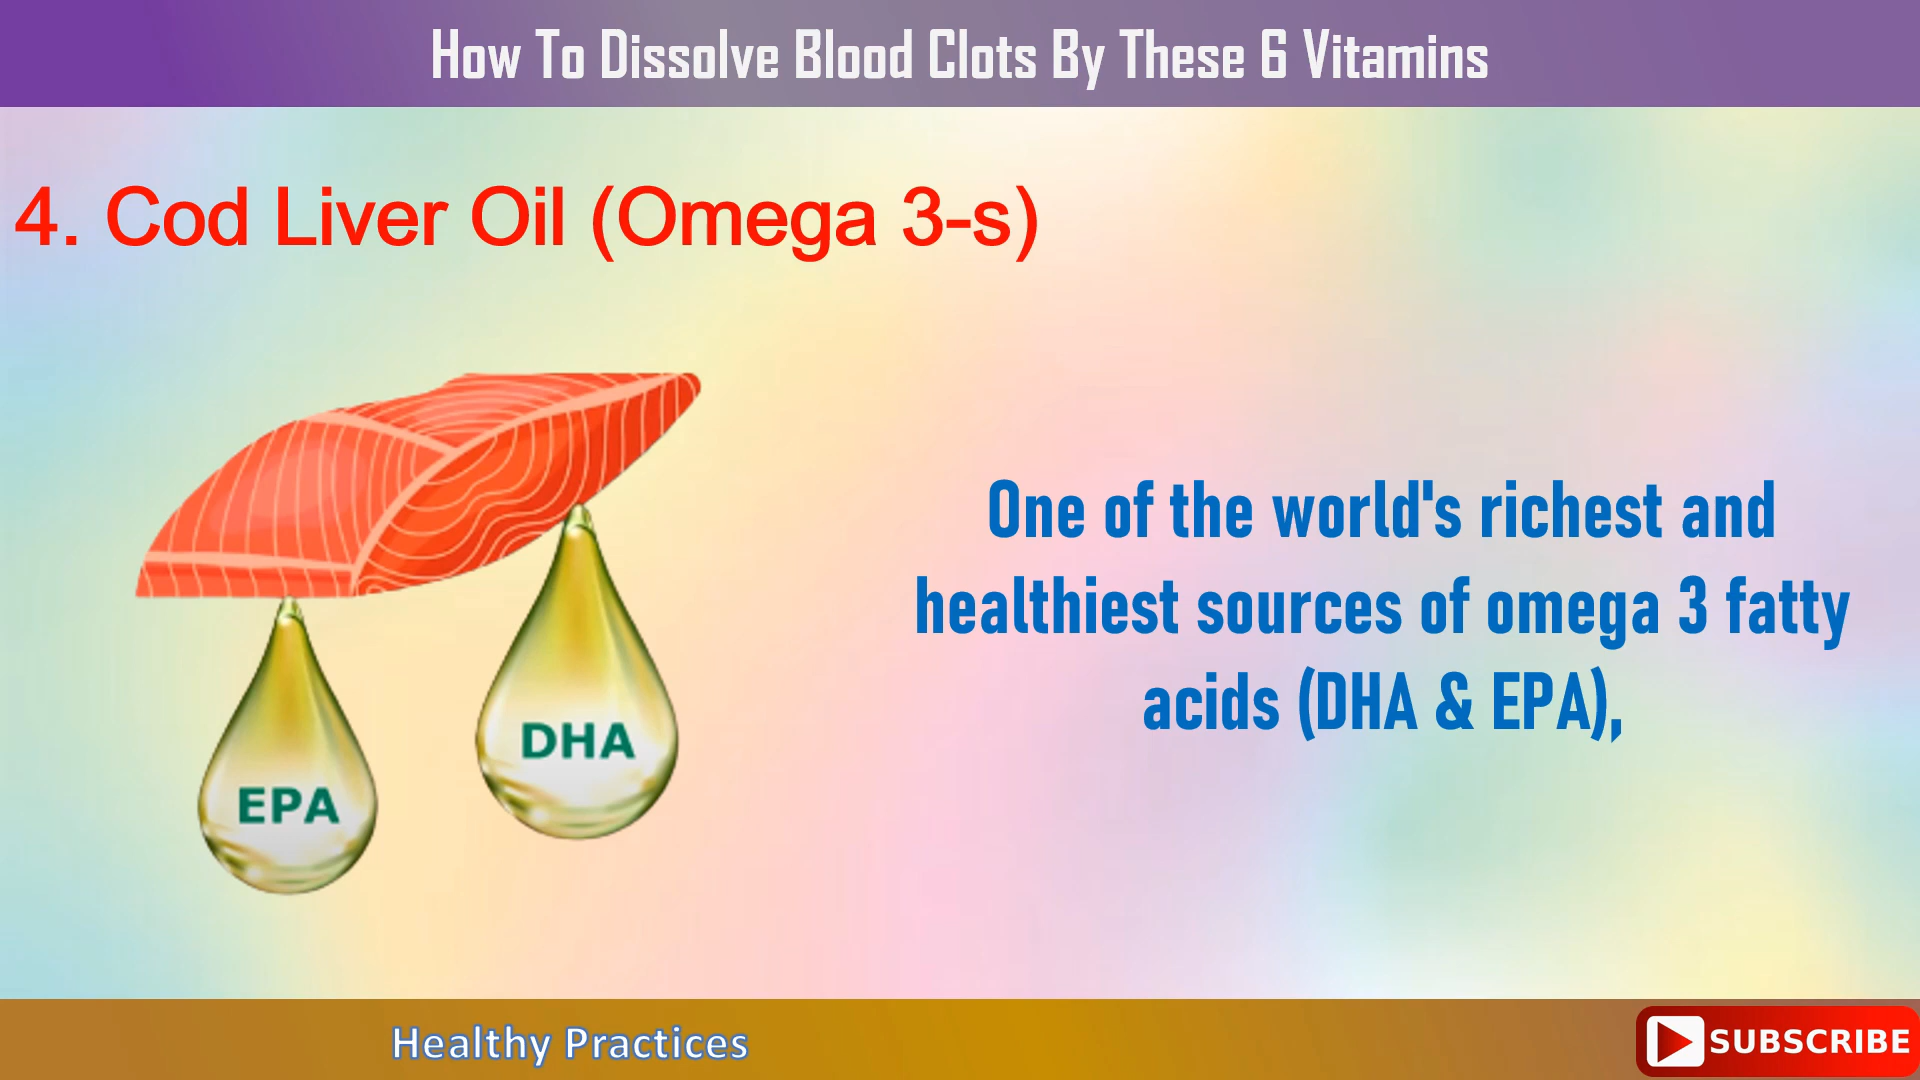 How To Dissolve Blood Clots By These 6 Vitamins
4. Cod Liver Oil (Omega 3-s)
One of the world's richest and
healthiest sources of omega 3 fatty
acids (DHA & EPA),
DHA
EPA
Healthy Practices
SUBSCRIBE